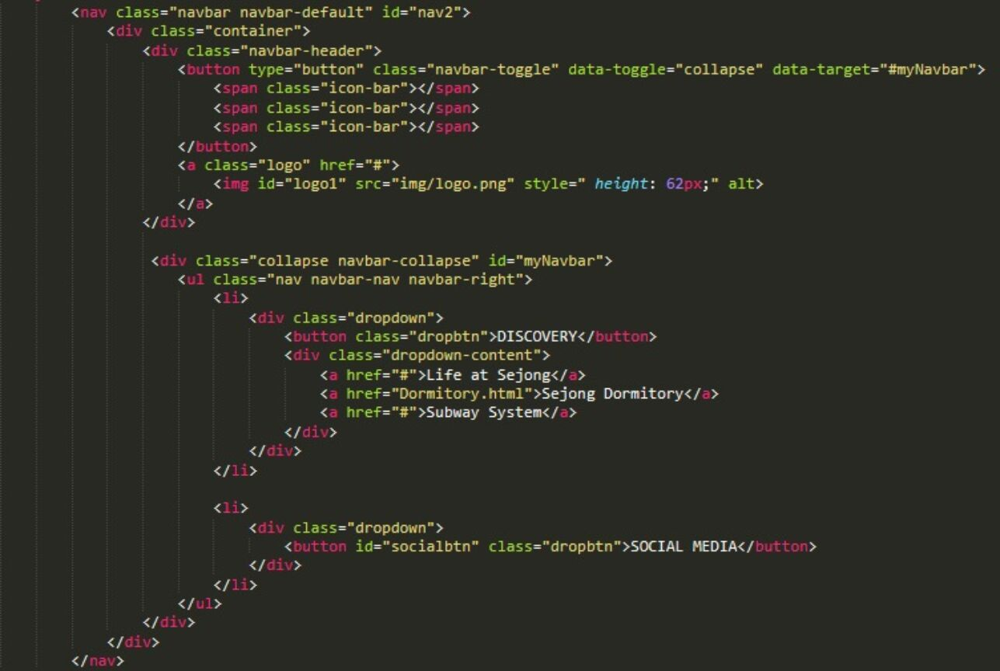 <nav class="navbar navbar-default" id="nav2">
<div class="container">
<div class="navbar-header">
<button type="button" class="navbar-toggle" data-toggle="collapse" data-target="#myNavbar">
<span class="icon-bar"></span>
<span class="icon-bar"></span>
<span class="icon-bar"></span>
</button>
<a class="logo" href="#">
<img id="logo1" src="img/logo.png" style=" height: 62px;" alt>
</a>
</div>
<div class="collapse navbar-collapse" id="myNavbar">
<ul class="nav navbar-nav navbar-right">
<li>
<div class="dropdown">
<button class="dropbtn">DISCOVERY</button>
<div class="dropdown-content">
<a href="#">Life at Sejong</a>
<a href="Dormitory.html">Sejong Dormitory</a>
<a href="#">Subway System</a>
</div>
</div>
</li>
<li>
<div class="dropdown">
<button id="socialbtn" class="dropbtn">SOCIAL MEDIA</button>
</div>
</li>
</ul>
</div>
</div>
</nav>